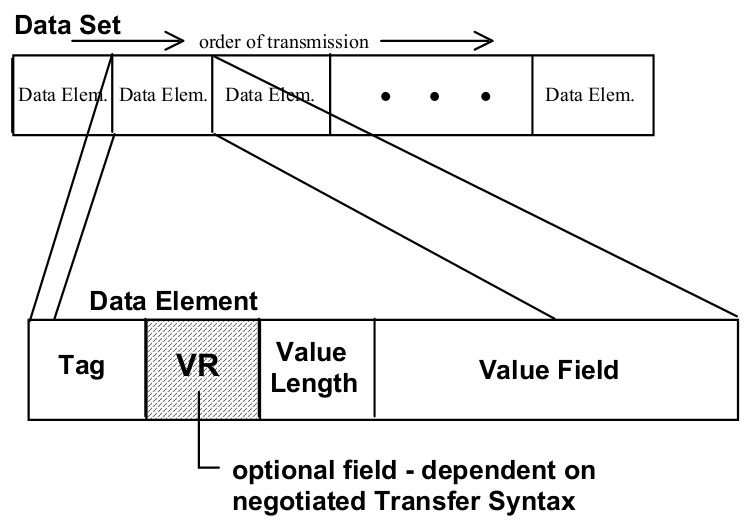 Data Set
order of transmission
Data Elem. Data Elem. Data Elem. • • • Data Elem.
Data Element
Tag VR Value Length Value Field
optional field - dependent on
negotiated Transfer Syntax